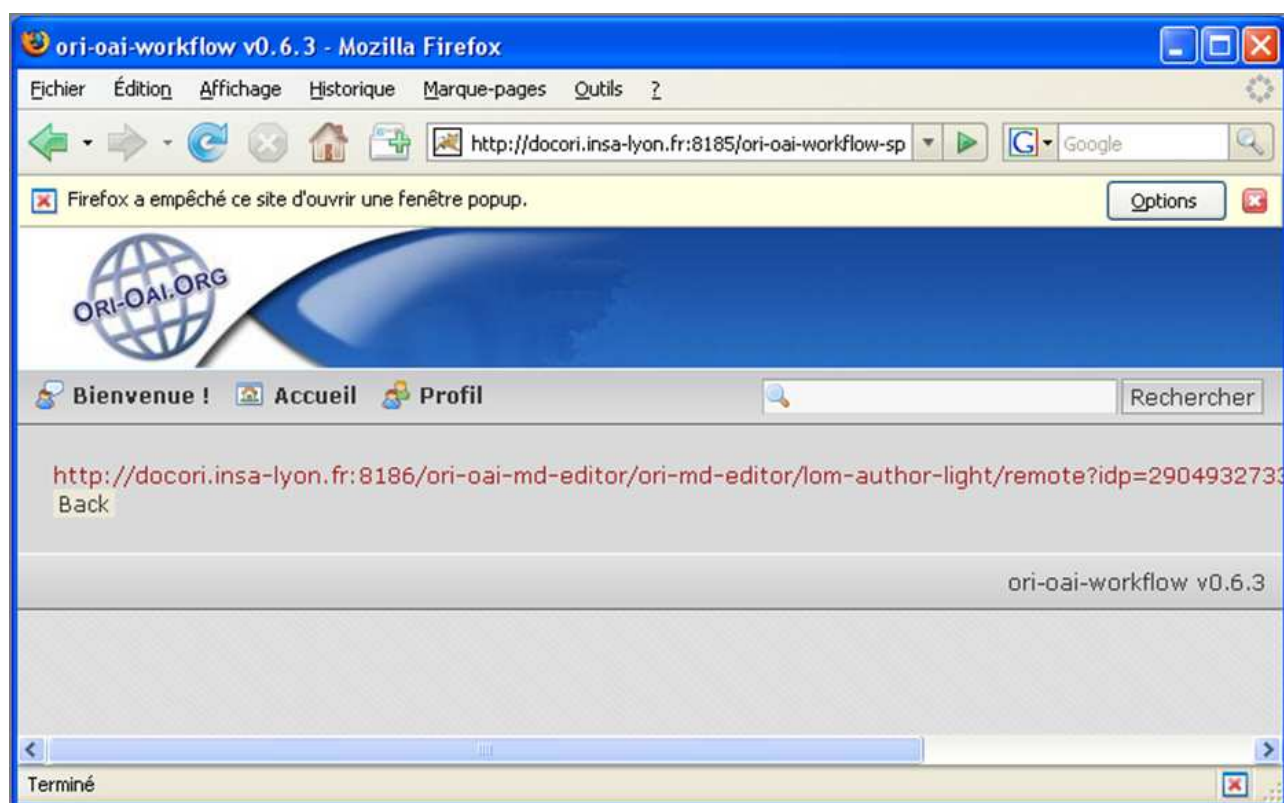 ori-oai-workflow v0.6.3 - Mozilla Firefox
Fichier Édition Affichage Historique Marque-pages Outils ?
http://docori.insa-lyon.fr:8185/ori-oai-workflow-sp G Google
Firefox a empêché ce site d'ouvrir une fenêtre popup. Options
ORI-OAI.ORG
Bienvenue ! Accueil Profil Rechercher
http://docori.insa-lyon.fr:8186/ori-oai-md-editor/ori-md-editor/lom-author-light/remote?idp=2904932733
Back
ori-oai-workflow v0.6.3
Terminé